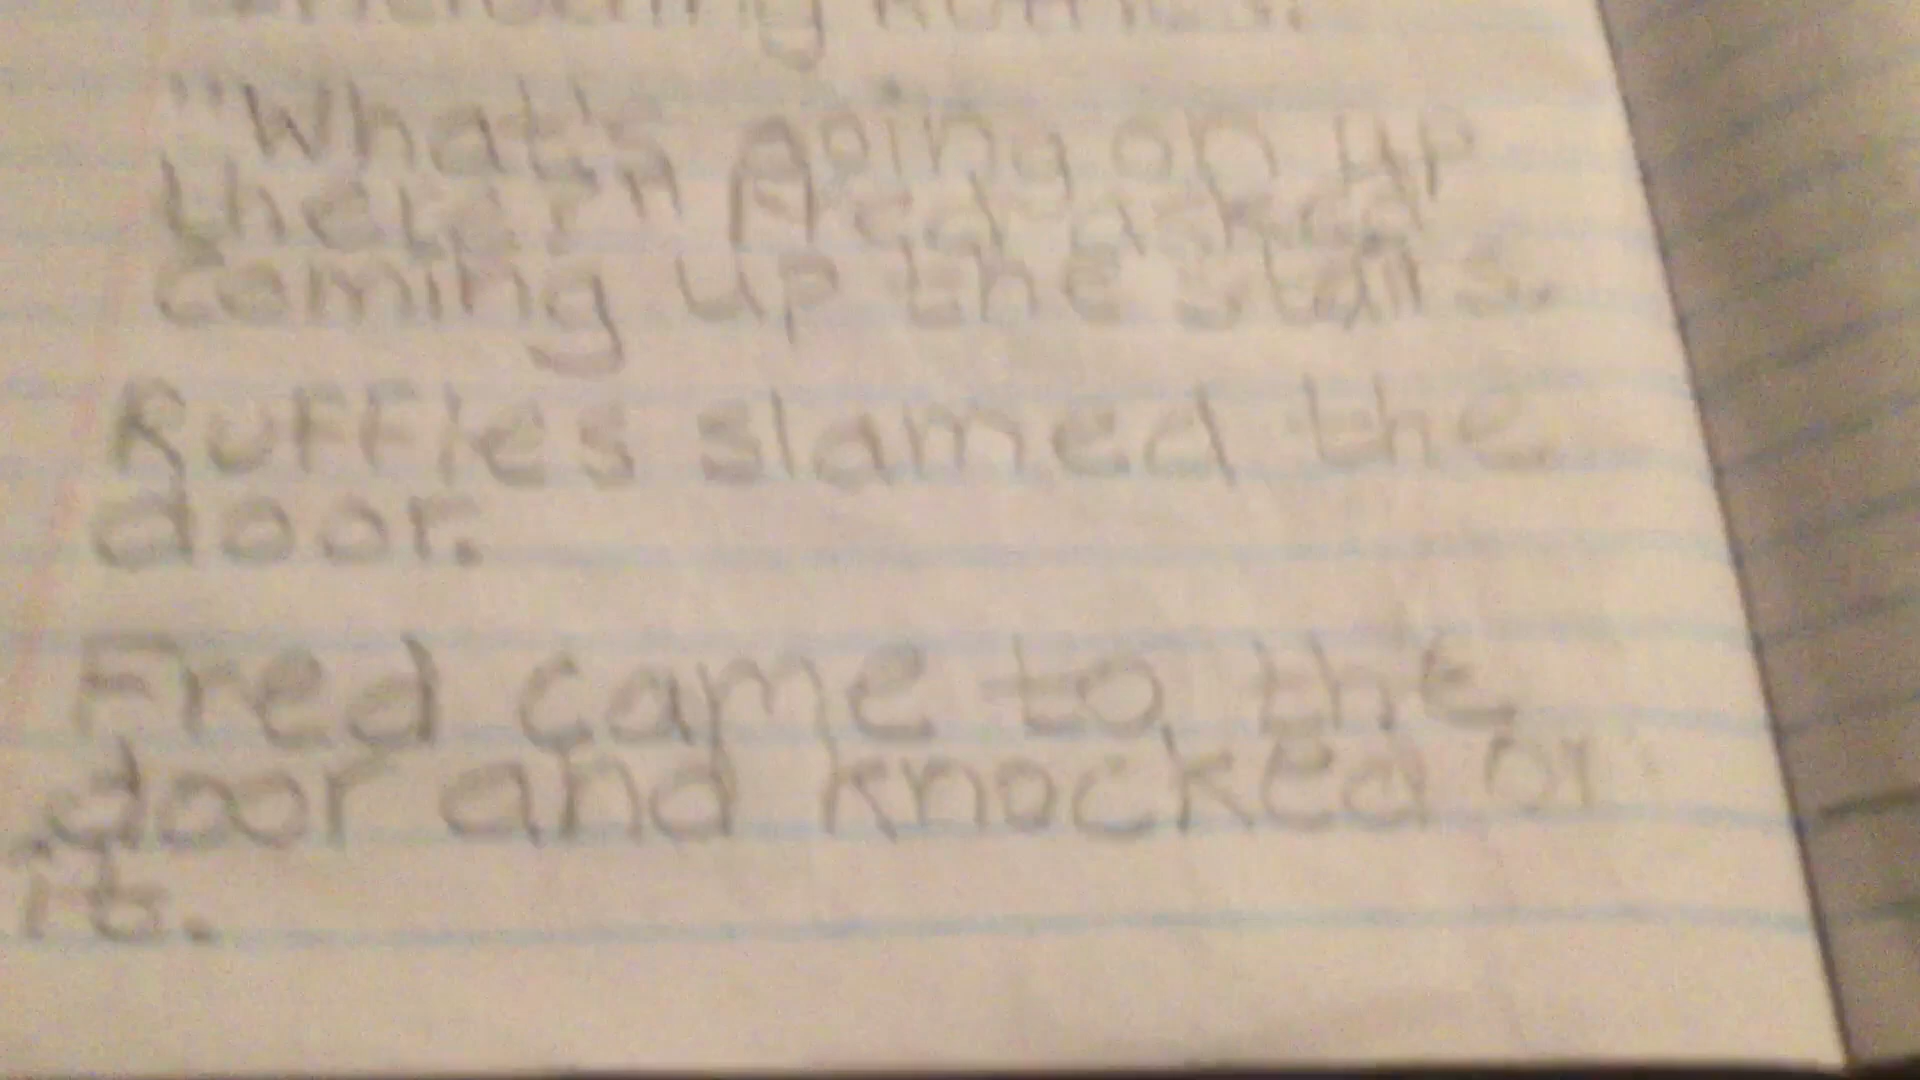 "What's going on up
there?" Fred asked
coming up the stairs.
Ruffles slamed the
door.
Fred came to the
door and knocked on
it.